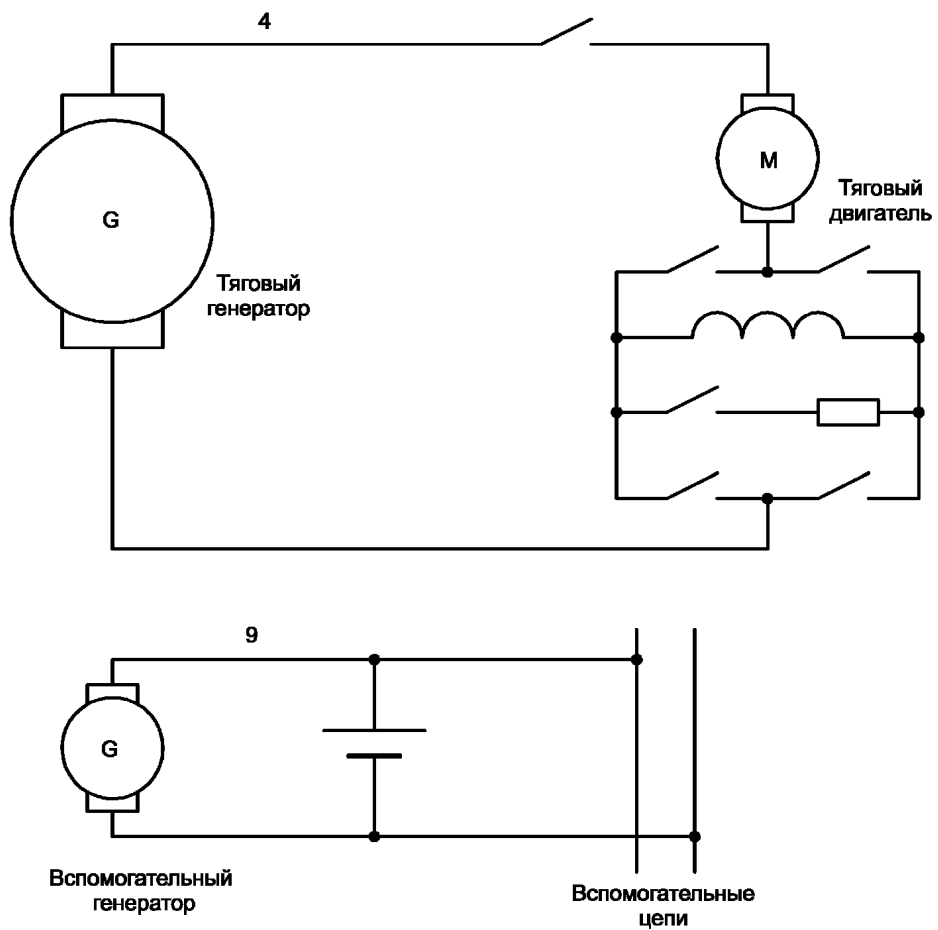 4
G
M
Тяговый
двигатель
Тяговый
генератор
9
G
Вспомогательный
генератор
Вспомогательные
цепи